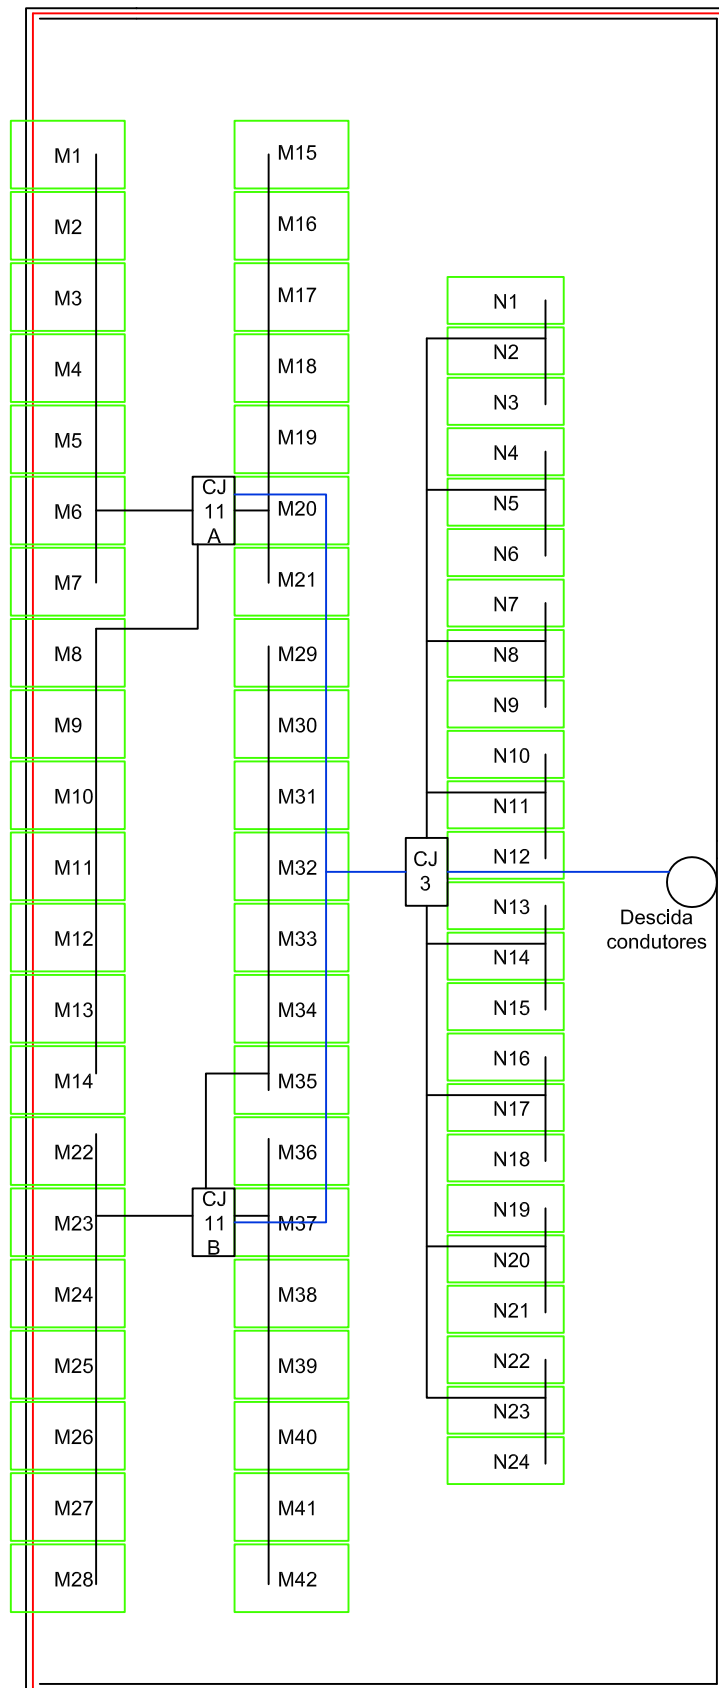 M1
M2
M3
M4
M5
M6
M7
M8
M9
M10
M11
M12
M13
M14
M22
M23
M24
M25
M26
M27
M28
CJ
11
A
CJ
11
B
M15
M16
M17
M18
M19
M20
M21
M29
M30
M31
M32
M33
M34
M35
M36
M37
M38
M39
M40
M41
M42
CJ
3
N1
N2
N3
N4
N5
N6
N7
N8
N9
N10
N11
N12
N13
N14
N15
N16
N17
N18
N19
N20
N21
N22
N23
N24
Descida
condutores